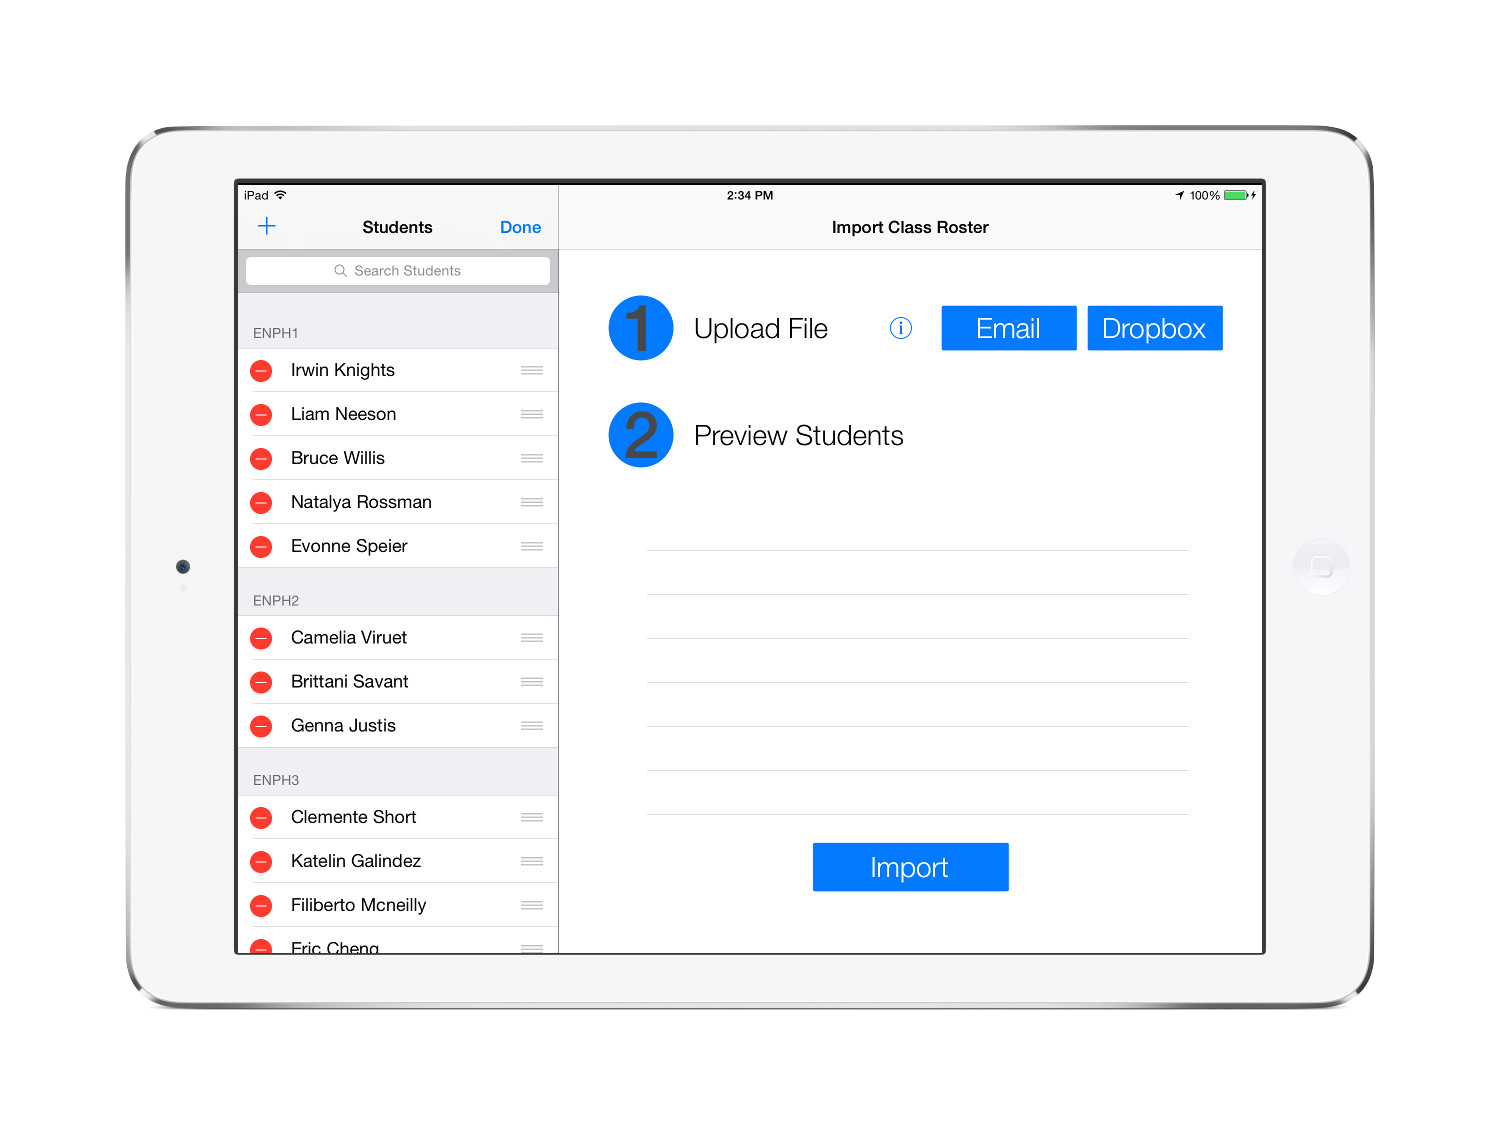 iPad
2:34 PM
100%
Students
Done
Import Class Roster
Search Students
ENPH1
Irwin Knights
Liam Neeson
Bruce Willis
Natalya Rossman
Evonne Speier
ENPH2
Camelia Viruet
Brittani Savant
Genna Justis
ENPH3
Clemente Short
Katelin Galindez
Filiberto Mcneilly
Eric Cheng
1 Upload File
i
Email
Dropbox
2 Preview Students
Import